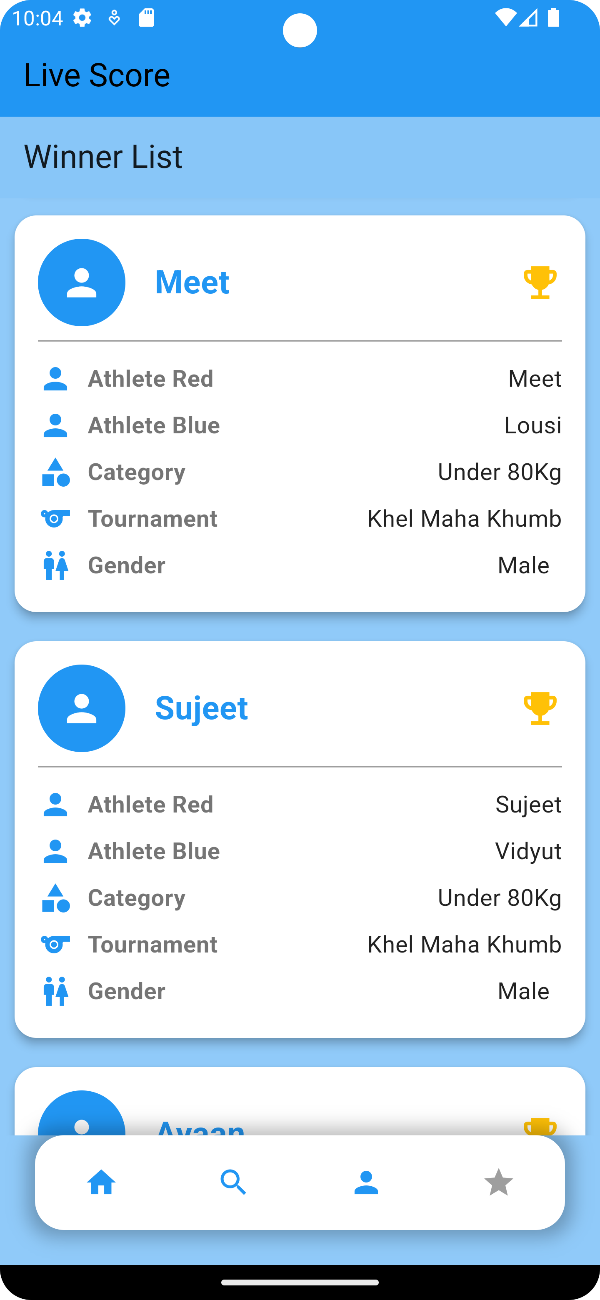 10:04
Live Score
Winner List
Meet
Athlete Red Meet
Athlete Blue Lousi
Category Under 80Kg
Tournament Khel Maha Khumb
Gender Male
Sujeet
Athlete Red Sujeet
Athlete Blue Vidyut
Category Under 80Kg
Tournament Khel Maha Khumb
Gender Male
Ayaan